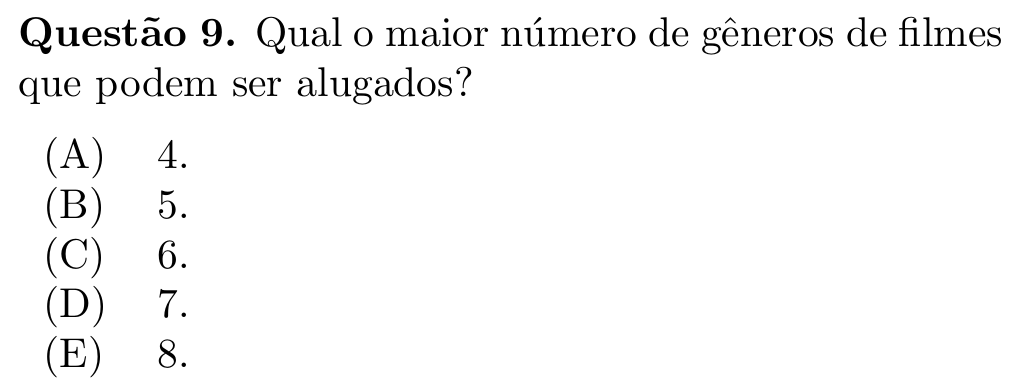 Questão 9. Qual o maior número de gêneros de filmes
que podem ser alugados?
(A) 4.
(B) 5.
(C) 6.
(D) 7.
(E) 8.